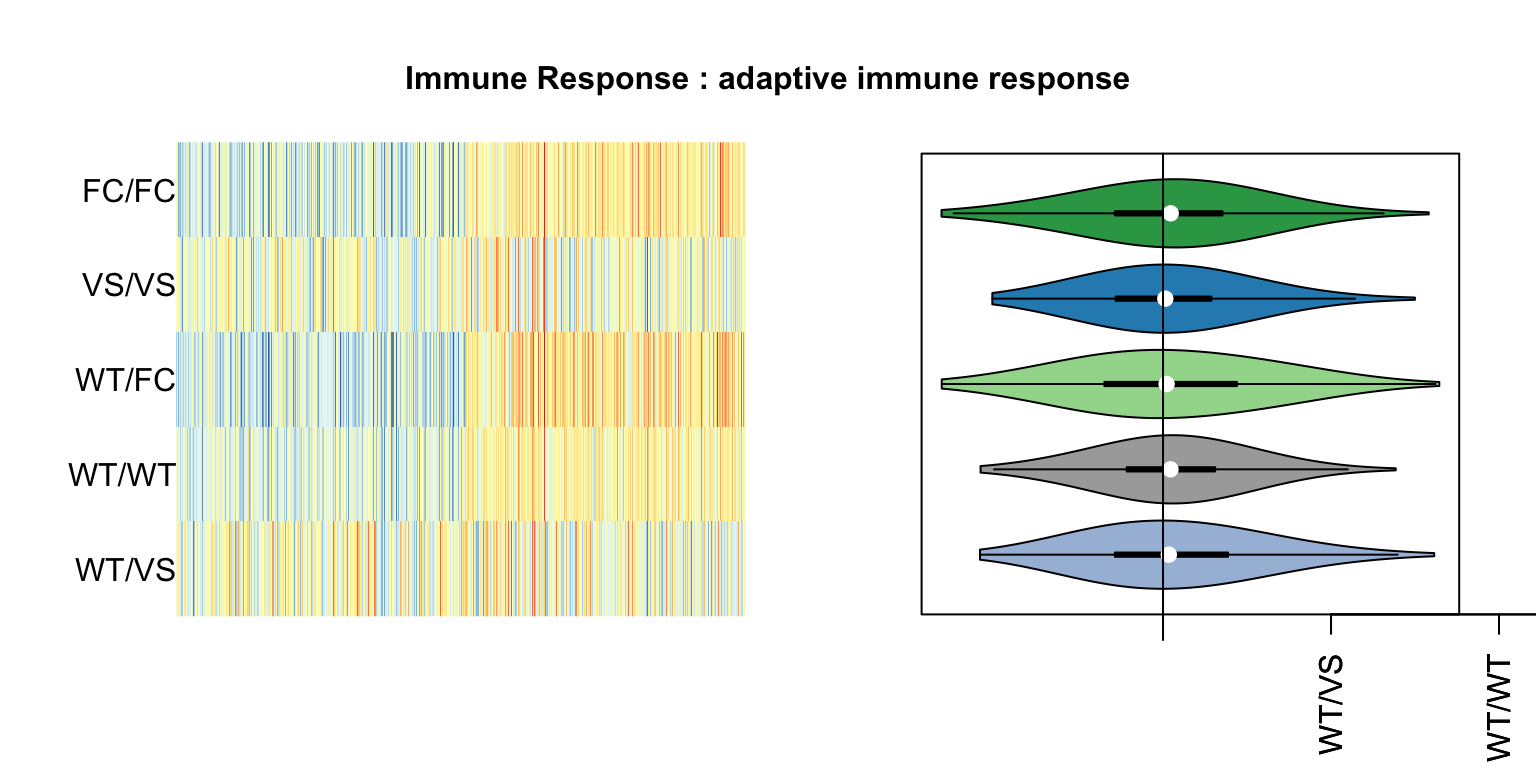 Immune Response : adaptive immune response
FC/FC
VS/VS
WT/FC
WT/WT
WT/VS
WT/VS
WT/WT